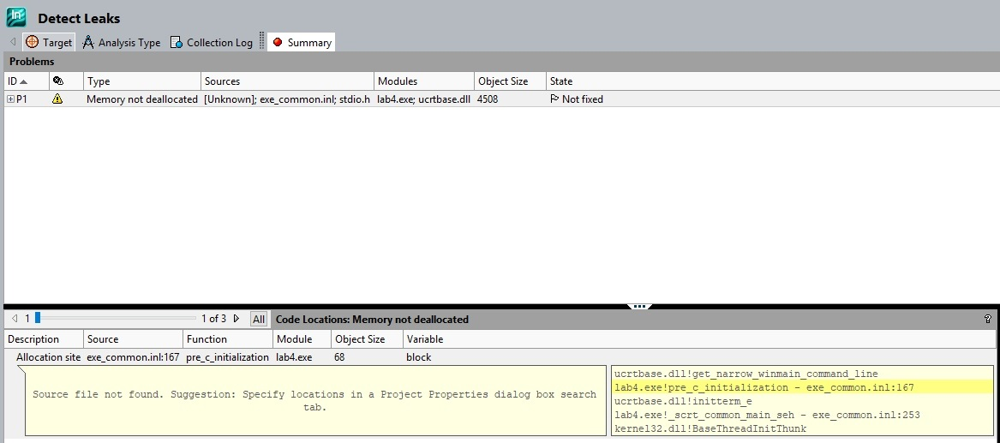 In
Detect Leaks
Target Analysis Type Collection Log Summary
Problems
ID Type Sources Modules Object Size State
P1 Memory not deallocated [Unknown]; exe_common.inl; stdio.h lab4.exe; ucrtbase.dll 4508 Not fixed
1 1 of 3 All Code Locations: Memory not deallocated ?
Description Source Function Module Object Size Variable
Allocation site exe_common.inl:167 pre_c_initialization lab4.exe 68 block
Source file not found. Suggestion: Specify locations in a Project Properties dialog box search
tab.
ucrtbase.dll!get_narrow_winmain_command_line
lab4.exe!pre_c_initialization - exe_common.inl:167
ucrtbase.dll!initterm_e
lab4.exe!_scrt_common_main_seh - exe_common.inl:253
kernel32.dll!BaseThreadInitThunk